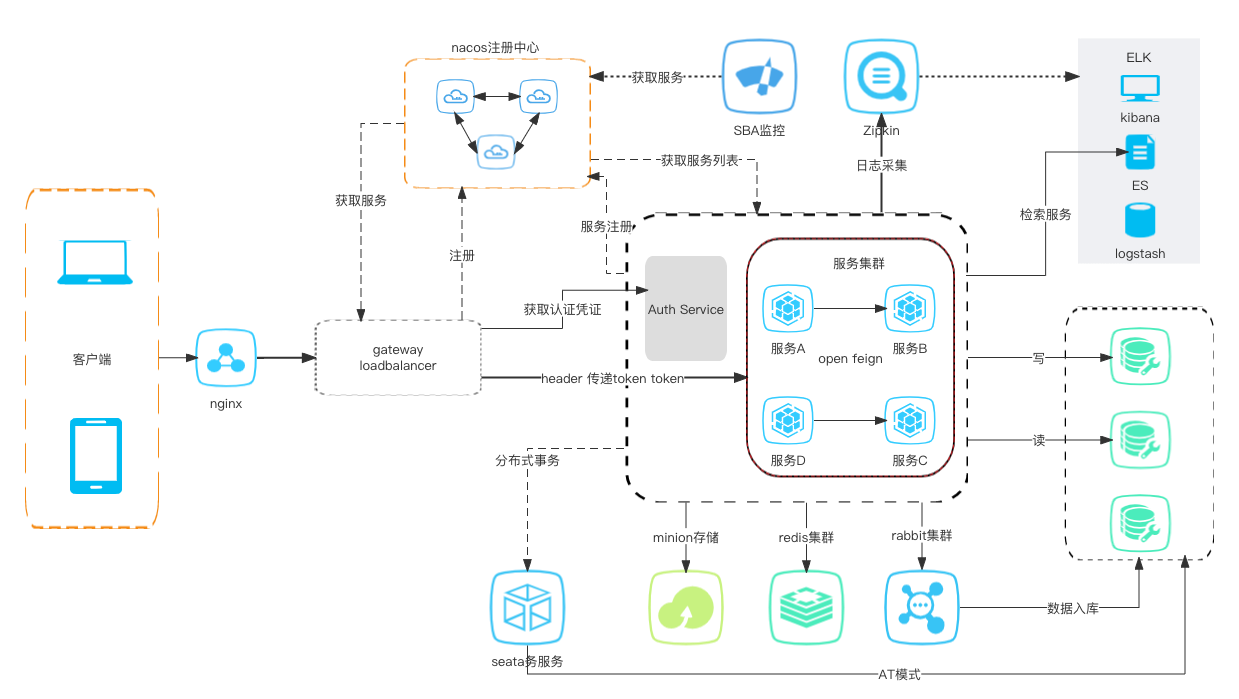 nacos注册中心
获取服务
SBA监控
Zipkin
ELK
kibana
ES
logstash
获取服务列表
日志采集
获取服务
检索服务
服务注册
注册
服务集群
Auth Service
获取认证凭证
服务A
服务B
open feign
客户端
nginx
gateway
loadbalancer
header 传递token token
写
服务D
服务C
读
分布式事务
minion存储
redis集群
rabbit集群
数据入库
seata务服务
AT模式